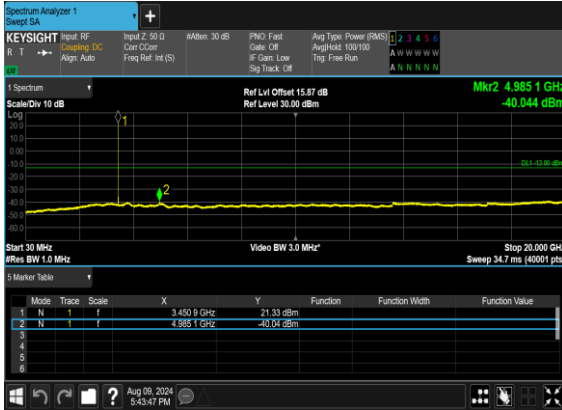 Spectrum Analyzer 1
Swept SA
+
KEYSIGHT
R T
Input: RF
Coupling: DC
Align: Auto
Input Z: 50 Ω
Corr CCorr
Freq Ref: Int (S)
#Atten: 30 dB
PNO: Fast
Gate: Off
IF Gain: Low
Sig Track: Off
Avg Type: Power (RMS)
Avg|Hold: 100/100
Trig: Free Run
1 2 3 4 5 6
A W W W W W
A N N N N N
1 Spectrum
Scale/Div 10 dB
Ref Lvl Offset 15.87 dB
Ref Level 30.00 dBm
Mkr2 4.985 1 GHz
-40.044 dBm
Log
20.0
10.0
0.00
-10.0
-20.0
-30.0
-40.0
-50.0
-60.0
1
2
DL1 -13.00 dBm
Start 30 MHz
#Res BW 1.0 MHz
Video BW 3.0 MHz*
Stop 20.000 GHz
Sweep 34.7 ms (40001 pts)
5 Marker Table
Mode Trace Scale X Y Function Function Width Function Value
1 N 1 f 3.450 9 GHz 21.33 dBm
2 N 1 f 4.985 1 GHz -40.04 dBm
3
4
5
6
?
Aug 09, 2024
5:43:47 PM